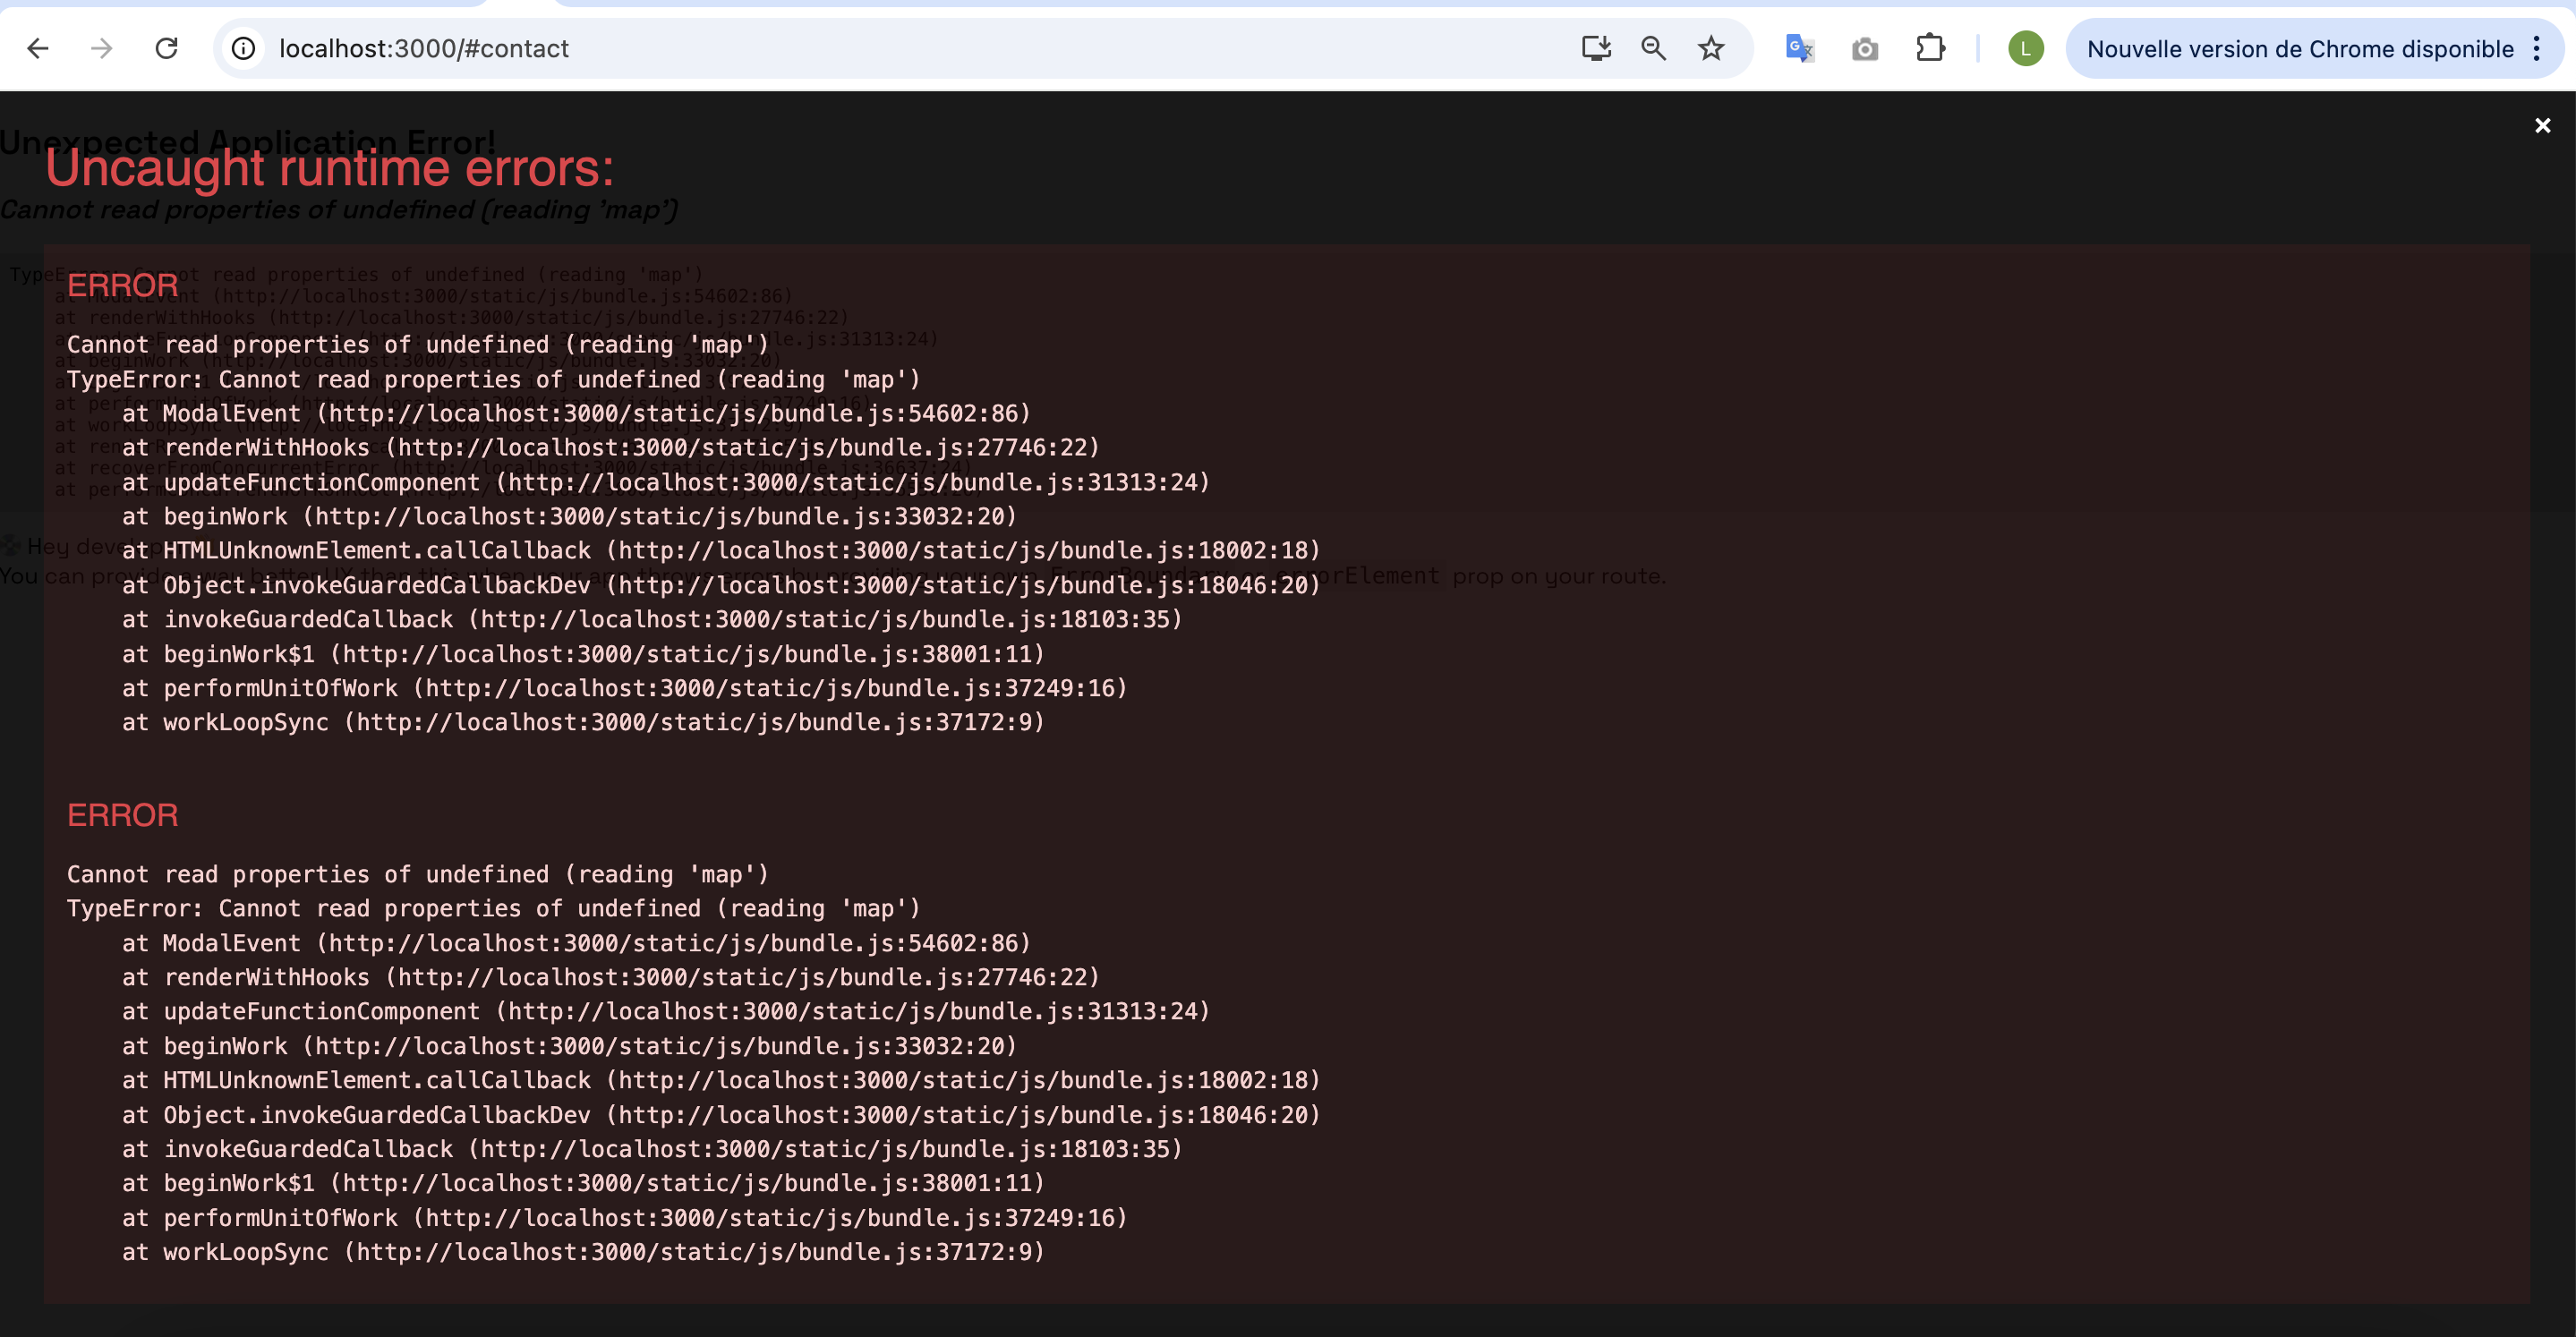 localhost:3000/#contact
L
Nouvelle version de Chrome disponible
Unexpected Application Error!
Uncaught runtime errors:
Cannot read properties of undefined (reading 'map')
ERROR
Cannot read properties of undefined (reading 'map')
TypeError: Cannot read properties of undefined (reading 'map')
at ModalEvent (http://localhost:3000/static/js/bundle.js:54602:86)
at renderWithHooks (http://localhost:3000/static/js/bundle.js:27746:22)
at updateFunctionComponent (http://localhost:3000/static/js/bundle.js:31313:24)
at beginWork (http://localhost:3000/static/js/bundle.js:33032:20)
at HTMLUnknownElement.callCallback (http://localhost:3000/static/js/bundle.js:18002:18)
at Object.invokeGuardedCallbackDev (http://localhost:3000/static/js/bundle.js:18046:20)
at invokeGuardedCallback (http://localhost:3000/static/js/bundle.js:18103:35)
at beginWork$1 (http://localhost:3000/static/js/bundle.js:38001:11)
at performUnitOfWork (http://localhost:3000/static/js/bundle.js:37249:16)
at workLoopSync (http://localhost:3000/static/js/bundle.js:37172:9)
ERROR
Cannot read properties of undefined (reading 'map')
TypeError: Cannot read properties of undefined (reading 'map')
at ModalEvent (http://localhost:3000/static/js/bundle.js:54602:86)
at renderWithHooks (http://localhost:3000/static/js/bundle.js:27746:22)
at updateFunctionComponent (http://localhost:3000/static/js/bundle.js:31313:24)
at beginWork (http://localhost:3000/static/js/bundle.js:33032:20)
at HTMLUnknownElement.callCallback (http://localhost:3000/static/js/bundle.js:18002:18)
at Object.invokeGuardedCallbackDev (http://localhost:3000/static/js/bundle.js:18046:20)
at invokeGuardedCallback (http://localhost:3000/static/js/bundle.js:18103:35)
at beginWork$1 (http://localhost:3000/static/js/bundle.js:38001:11)
at performUnitOfWork (http://localhost:3000/static/js/bundle.js:37249:16)
at workLoopSync (http://localhost:3000/static/js/bundle.js:37172:9)